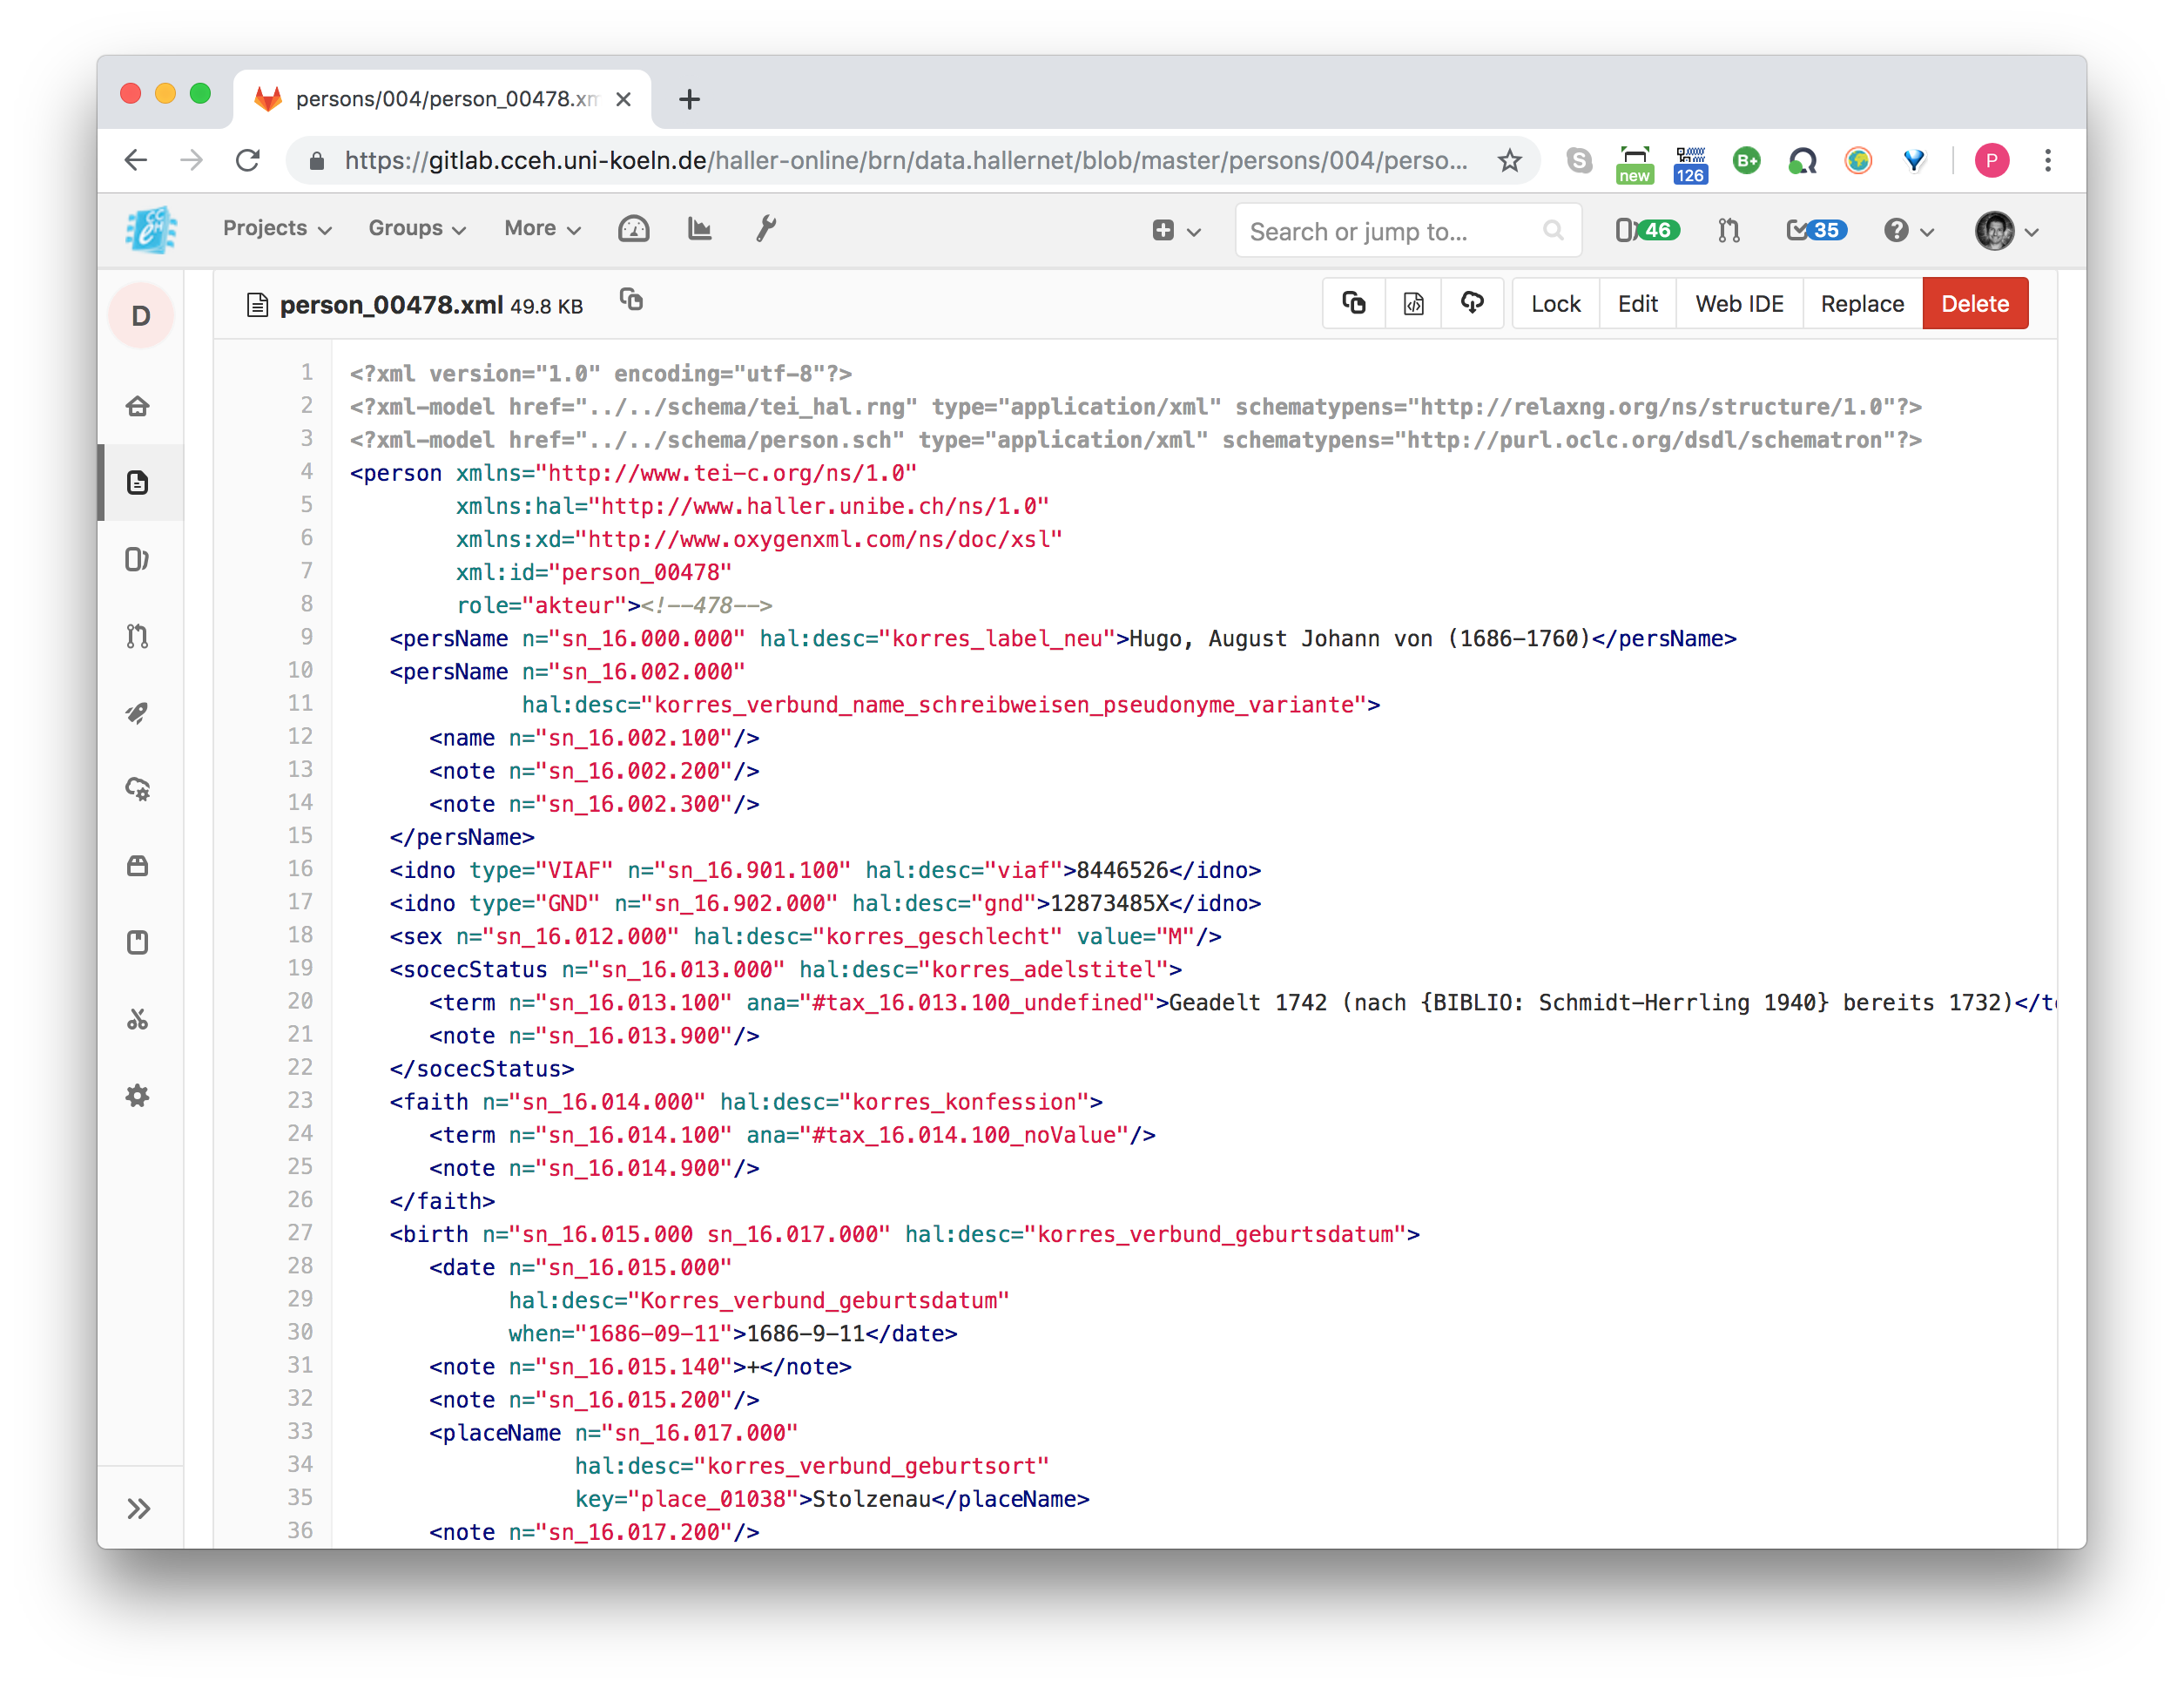 persons/004/person_00478.xm
https://gitlab.cceh.uni-koeln.de/haller-online/brn/data.hallernet/blob/master/persons/004/perso...
S
new
126
B+
P
CCeH
Projects
Groups
More
Search or jump to...
46
35
?
D
person_00478.xml 49.8 KB
Lock
Edit
Web IDE
Replace
Delete
1 <?xml version="1.0" encoding="utf-8"?>
2 <?xml-model href="../../schema/tei_hal.rng" type="application/xml" schematypens="http://relaxng.org/ns/structure/1.0"?>
3 <?xml-model href="../../schema/person.sch" type="application/xml" schematypens="http://purl.oclc.org/dsdl/schematron"?>
4 <person xmlns="http://www.tei-c.org/ns/1.0"
5 xmlns:hal="http://www.haller.unibe.ch/ns/1.0"
6 xmlns:xd="http://www.oxygenxml.com/ns/doc/xsl"
7 xml:id="person_00478"
8 role="akteur"><!--478-->
9 <persName n="sn_16.000.000" hal:desc="korres_label_neu">Hugo, August Johann von (1686-1760)</persName>
10 <persName n="sn_16.002.000"
11 hal:desc="korres_verbund_name_schreibweisen_pseudonyme_variante">
12 <name n="sn_16.002.100"/>
13 <note n="sn_16.002.200"/>
14 <note n="sn_16.002.300"/>
15 </persName>
16 <idno type="VIAF" n="sn_16.901.100" hal:desc="viaf">8446526</idno>
17 <idno type="GND" n="sn_16.902.000" hal:desc="gnd">12873485X</idno>
18 <sex n="sn_16.012.000" hal:desc="korres_geschlecht" value="M"/>
19 <socecStatus n="sn_16.013.000" hal:desc="korres_adelstitel">
20 <term n="sn_16.013.100" ana="#tax_16.013.100_undefined">Geadelt 1742 (nach {BIBLIO: Schmidt-Herrling 1940} bereits 1732)</te
21 <note n="sn_16.013.900"/>
22 </socecStatus>
23 <faith n="sn_16.014.000" hal:desc="korres_konfession">
24 <term n="sn_16.014.100" ana="#tax_16.014.100_noValue"/>
25 <note n="sn_16.014.900"/>
26 </faith>
27 <birth n="sn_16.015.000 sn_16.017.000" hal:desc="korres_verbund_geburtsdatum">
28 <date n="sn_16.015.000"
29 hal:desc="Korres_verbund_geburtsdatum"
30 when="1686-09-11">1686-9-11</date>
31 <note n="sn_16.015.140">+</note>
32 <note n="sn_16.015.200"/>
33 <placeName n="sn_16.017.000"
34 hal:desc="korres_verbund_geburtsort"
35 key="place_01038">Stolzenau</placeName>
36 <note n="sn_16.017.200"/>